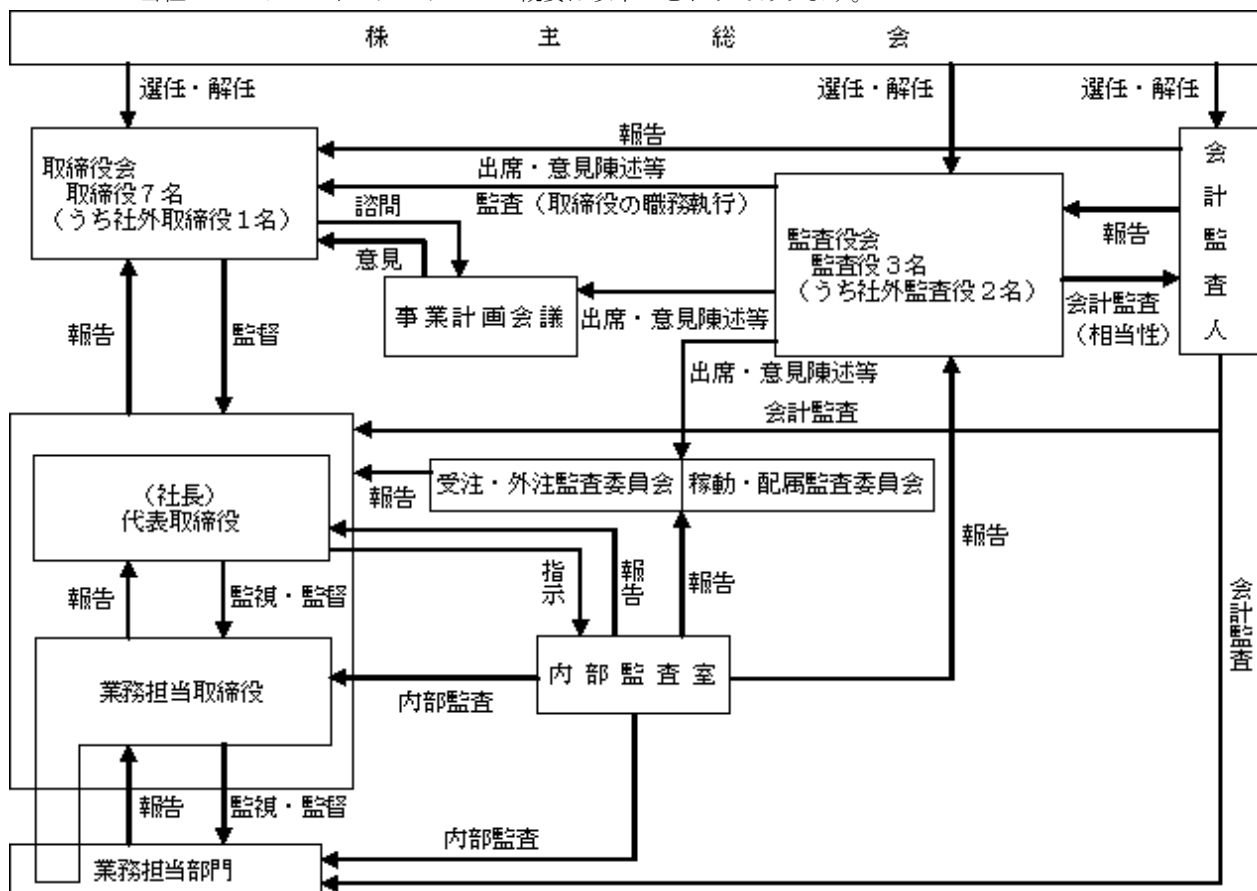 株主総会
選任・解任
選任・解任
選任・解任
報告
取締役会
取締役７名
（うち社外取締役１名）
出席・意見陳述等
監査（取締役の職務執行）
諮問
意見
会計監査人
監査役会
監査役３名
（うち社外監査役２名）
報告
会計監査
（相当性）
事業計画会議
出席・意見陳述等
出席・意見陳述等
報告
監督
会計監査
（社長）
代表取締役
報告
受注・外注監査委員会
稼動・配属監査委員会
報告
監視・監督
指示
報告
報告
報告
会計監査
業務担当取締役
内部監査
内部監査室
報告
監視・監督
内部監査
業務担当部門